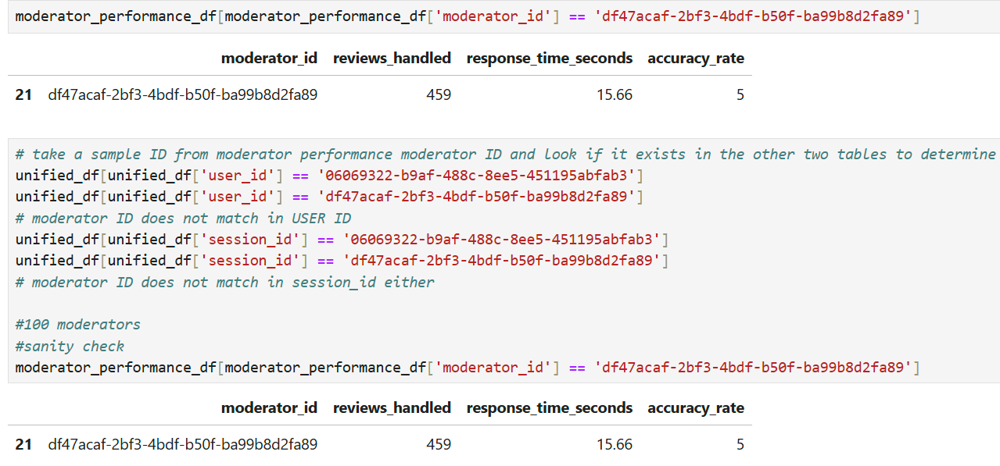 moderator_performance_df[moderator_performance_df['moderator_id'] == 'df47acaf-2bf3-4bdf-b50f-ba99b8d2fa89']
moderator_id reviews_handled response_time_seconds accuracy_rate
21 df47acaf-2bf3-4bdf-b50f-ba99b8d2fa89 459 15.66 5
# take a sample ID from moderator performance moderator ID and look if it exists in the other two tables to determine
unified_df[unified_df['user_id'] == '06069322-b9af-488c-8ee5-451195abfab3']
unified_df[unified_df['user_id'] == 'df47acaf-2bf3-4bdf-b50f-ba99b8d2fa89']
# moderator ID does not match in USER ID
unified_df[unified_df['session_id'] == '06069322-b9af-488c-8ee5-451195abfab3']
unified_df[unified_df['session_id'] == 'df47acaf-2bf3-4bdf-b50f-ba99b8d2fa89']
# moderator ID does not match in session_id either
#100 moderators
#sanity check
moderator_performance_df[moderator_performance_df['moderator_id'] == 'df47acaf-2bf3-4bdf-b50f-ba99b8d2fa89']
moderator_id reviews_handled response_time_seconds accuracy_rate
21 df47acaf-2bf3-4bdf-b50f-ba99b8d2fa89 459 15.66 5